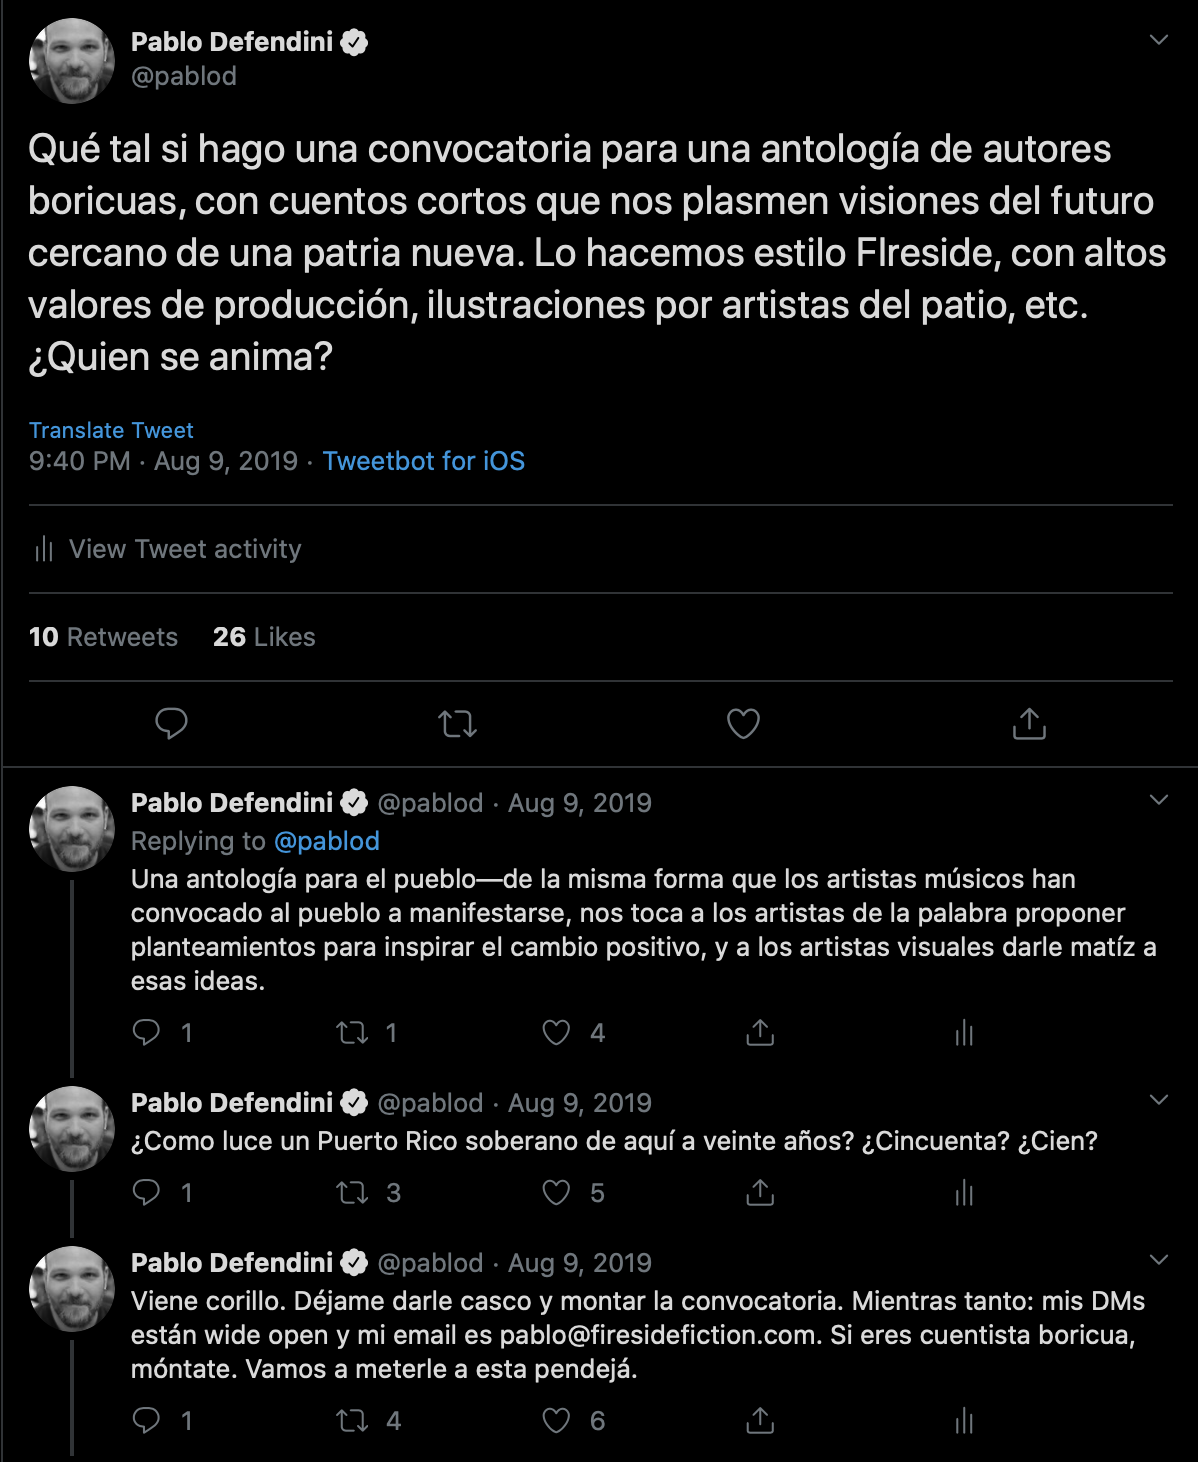 Pablo Defendini
@pablod
Qué tal si hago una convocatoria para una antología de autores
boricuas, con cuentos cortos que nos plasmen visiones del futuro
cercano de una patria nueva. Lo hacemos estilo FIreside, con altos
valores de producción, ilustraciones por artistas del patio, etc.
¿Quien se anima?
Translate Tweet
9:40 PM · Aug 9, 2019 · Tweetbot for iOS
View Tweet activity
10 Retweets 26 Likes
Pablo Defendini @pablod · Aug 9, 2019
Replying to @pablod
Una antología para el pueblo—de la misma forma que los artistas músicos han
convocado al pueblo a manifestarse, nos toca a los artistas de la palabra proponer
planteamientos para inspirar el cambio positivo, y a los artistas visuales darle matíz a
esas ideas.
1 1 4
Pablo Defendini @pablod · Aug 9, 2019
¿Como luce un Puerto Rico soberano de aquí a veinte años? ¿Cincuenta? ¿Cien?
1 3 5
Pablo Defendini @pablod · Aug 9, 2019
Viene corillo. Déjame darle casco y montar la convocatoria. Mientras tanto: mis DMs
están wide open y mi email es pablo@firesidefiction.com. Si eres cuentista boricua,
móntate. Vamos a meterle a esta pendejá.
1 4 6